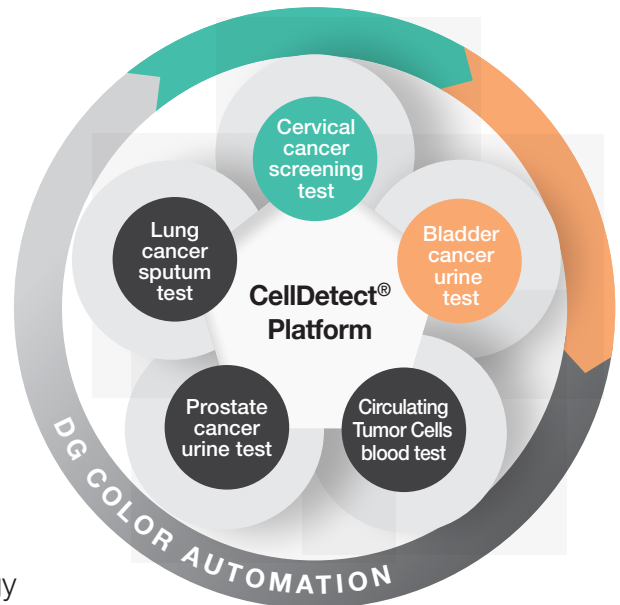 Cervical
cancer
screening
test
Lung
cancer
sputum
test
Bladder
cancer
urine
test
CellDetect®
Platform
Prostate
cancer
urine test
Circulating
Tumor Cells
blood test
DG COLOR AUTOMATION